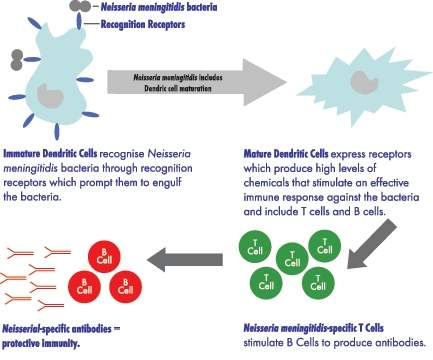 Neisseria meningitidis bacteria
Recognition Receptors
Neisseria meningitidis includes
Dendric cell maturation
Immature Dendritic Cells recognise Neisseria
meningitidis bacteria through recognition
receptors which prompt them to engulf
the bacteria.
Mature Dendritic Cells express receptors
which produce high levels of
chemicals that stimulate an effective
immune response against the bacteria
and include T cells and B cells.
B
Cell
B
Cell
B
Cell
T
Cell
T
Cell
T
Cell
T
Cell
T
Cell
Neisserial-specific antibodies =
protective immunity.
Neisseria meningitidis-specific T Cells
stimulate B Cells to produce antibodies.